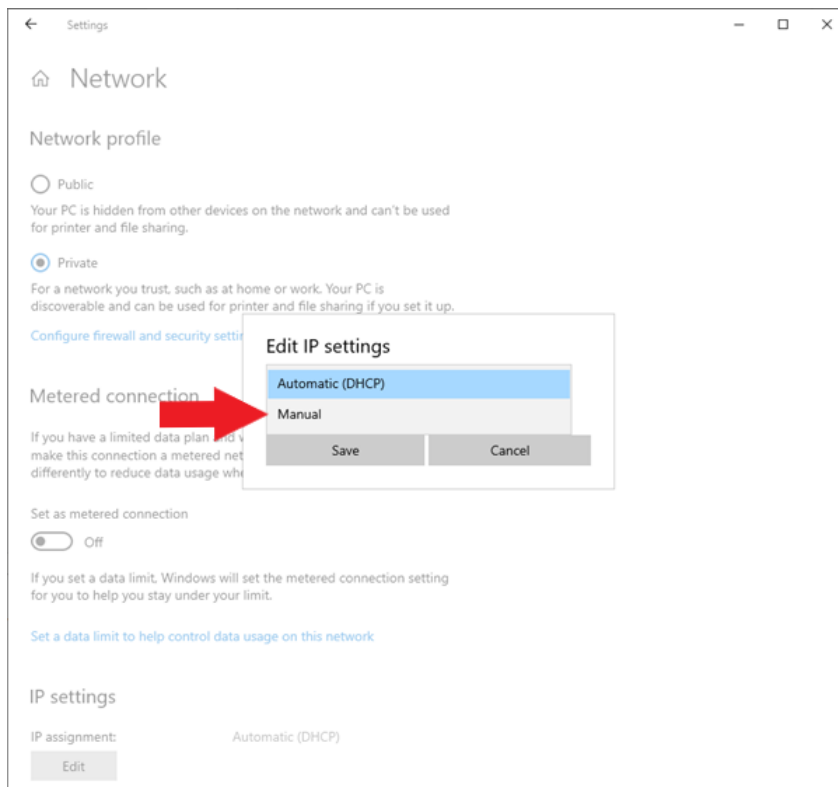 Settings
Network
Network profile
Public
Your PC is hidden from other devices on the network and can't be used
for printer and file sharing.
Private
For a network you trust, such as at home or work. Your PC is
discoverable and can be used for printer and file sharing if you set it up.
Configure firewall and security
Edit IP settings
Automatic (DHCP)
Manual
Save
Cancel
Metered connection
If you have a limited data plan and
make this connection a metered
differently to reduce data usage
Set as metered connection
Off
If you set a data limit, Windows will set the metered connection setting
for you to help you stay under your limit.
Set a data limit to help control data usage on this network
IP settings
IP assignment:
Automatic (DHCP)
Edit